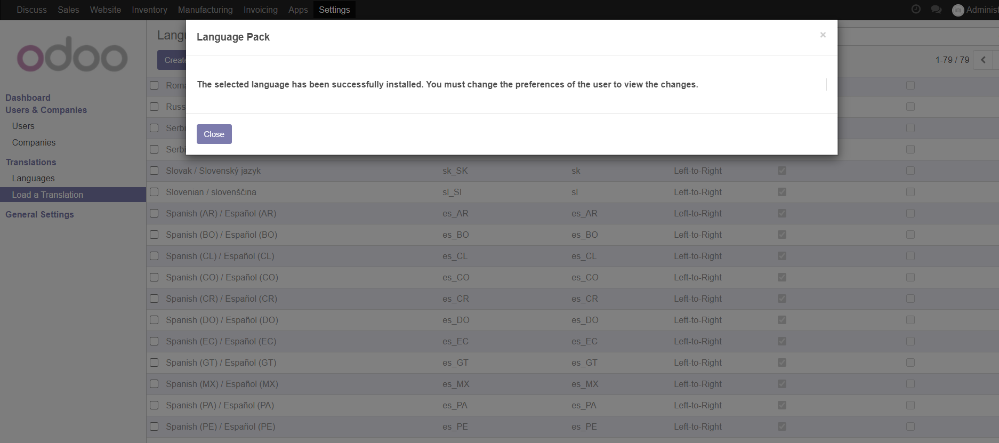 Discuss Sales Website Inventory Manufacturing Invoicing Apps Settings Administ
odoo
Dashboard
Users & Companies
Users
Companies
Translations
Languages
Load a Translation
General Settings
Langu
Create
1-79 / 79
Language Pack ×
The selected language has been successfully installed. You must change the preferences of the user to view the changes.
Close
Roma
Russ
Serbi
Serbi
Slovak / Slovenský jazyk sk_SK sk Left-to-Right
Slovenian / slovenščina sl_SI sl Left-to-Right
Spanish (AR) / Español (AR) es_AR es_AR Left-to-Right
Spanish (BO) / Español (BO) es_BO es_BO Left-to-Right
Spanish (CL) / Español (CL) es_CL es_CL Left-to-Right
Spanish (CO) / Español (CO) es_CO es_CO Left-to-Right
Spanish (CR) / Español (CR) es_CR es_CR Left-to-Right
Spanish (DO) / Español (DO) es_DO es_DO Left-to-Right
Spanish (EC) / Español (EC) es_EC es_EC Left-to-Right
Spanish (GT) / Español (GT) es_GT es_GT Left-to-Right
Spanish (MX) / Español (MX) es_MX es_MX Left-to-Right
Spanish (PA) / Español (PA) es_PA es_PA Left-to-Right
Spanish (PE) / Español (PE) es_PE es_PE Left-to-Right